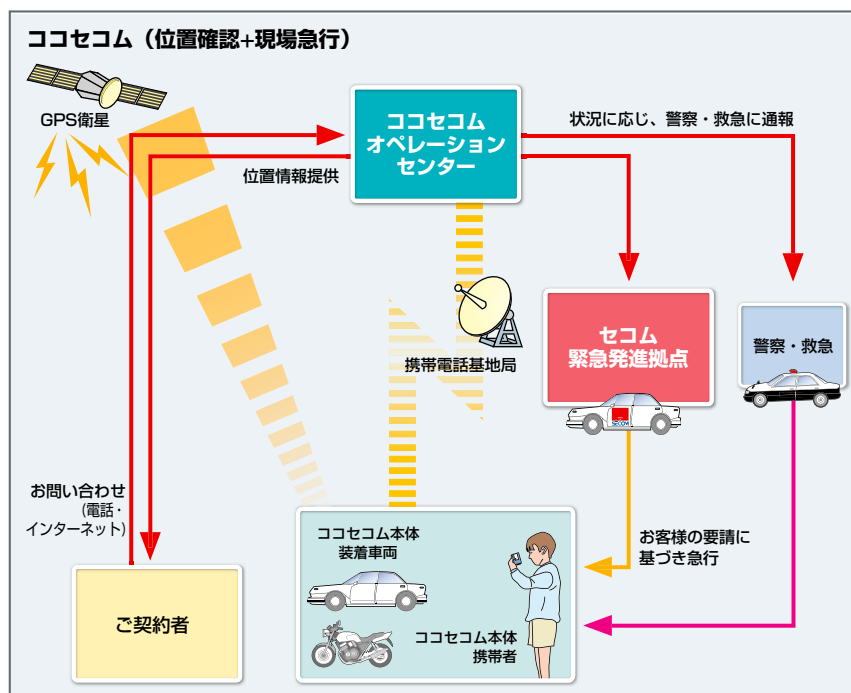 ココセコム（位置確認+現場急行）
GPS衛星
ココセコム
オペレーション
センター
状況に応じ、警察・救急に通報
位置情報提供
携帯電話基地局
セコム
緊急発進拠点
警察・救急
SECOM
お問い合わせ
(電話・
インターネット)
ココセコム本体
装着車両
お客様の要請に
基づき急行
ご契約者
ココセコム本体
携帯者